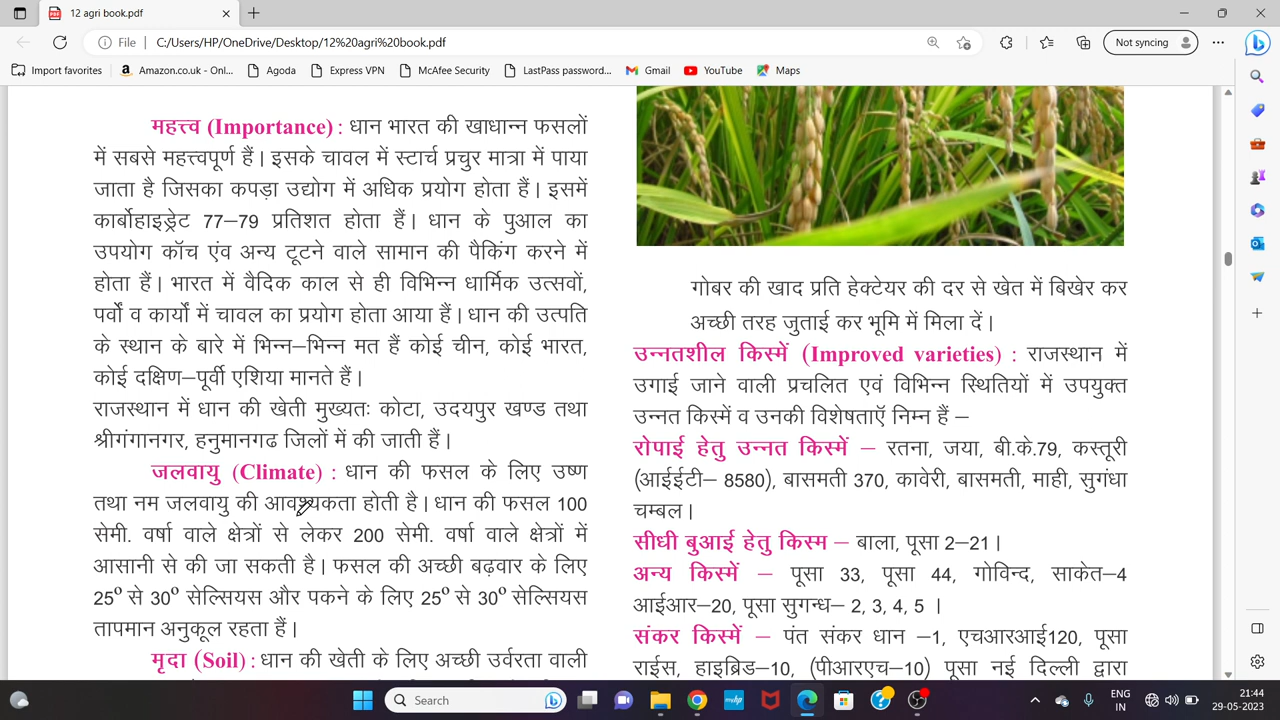 12 agri book.pdf
File
C:/Users/HP/OneDrive/Desktop/12%20agri%20book.pdf
Not syncing
Import favorites
Amazon.co.uk - Onl...
Agoda
Express VPN
McAfee Security
LastPass password...
Gmail
YouTube
Maps
महत्त्व (Importance) : धान भारत की खाद्यान्न फसलों
में सबसे महत्त्वपूर्ण हैं। इसके चावल में स्टार्च प्रचुर मात्रा में पाया
जाता है जिसका कपड़ा उद्योग में अधिक प्रयोग होता हैं। इसमें
कार्बोहाइड्रेट 77–79 प्रतिशत होता हैं। धान के पुआल का
उपयोग कॉच एंव अन्य टूटने वाले सामान की पैकिंग करने में
होता हैं। भारत में वैदिक काल से ही विभिन्न धार्मिक उत्सवों,
पर्वों व कार्यों में चावल का प्रयोग होता आया हैं। धान की उत्पति
के स्थान के बारे में भिन्न–भिन्न मत हैं कोई चीन, कोई भारत,
कोई दक्षिण–पूर्वी एशिया मानते हैं।
राजस्थान में धान की खेती मुख्यतः कोटा, उदयपुर खण्ड तथा
श्रीगंगानगर, हनुमानगढ जिलों में की जाती हैं।
जलवायु (Climate) : धान की फसल के लिए उष्ण
तथा नम जलवायु की आवश्यकता होती है। धान की फसल 100
सेमी. वर्षा वाले क्षेत्रों से लेकर 200 सेमी. वर्षा वाले क्षेत्रों में
आसानी से की जा सकती है। फसल की अच्छी बढ़वार के लिए
25° से 30° सेल्सियस और पकने के लिए 25° से 30° सेल्सियस
तापमान अनुकूल रहता हैं।
मृदा (Soil) : धान की खेती के लिए अच्छी उर्वरता वाली
गोबर की खाद प्रति हेक्टेयर की दर से खेत में बिखेर कर
अच्छी तरह जुताई कर भूमि में मिला दें।
उन्नतशील किस्में (Improved varieties) : राजस्थान में
उगाई जाने वाली प्रचलित एवं विभिन्न स्थितियों में उपयुक्त
उन्नत किस्में व उनकी विशेषताऍ निम्न हैं –
रोपाई हेतु उन्नत किस्में – रतना, जया, बी.के.79, कस्तूरी
(आईईटी– 8580), बासमती 370, कावेरी, बासमती, माही, सुगंधा
चम्बल।
सीधी बुआई हेतु किस्म – बाला, पूसा 2–21।
अन्य किस्में – पूसा 33, पूसा 44, गोविन्द, साकेत–4
आईआर–20, पूसा सुगन्ध– 2, 3, 4, 5 ।
संकर किस्में – पंत संकर धान –1, एचआरआई120, पूसा
राईस, हाइब्रिड–10, (पीआरएच–10) पूसा नई दिल्ली द्वारा
Search
ENG
IN
21:44
29-05-2023